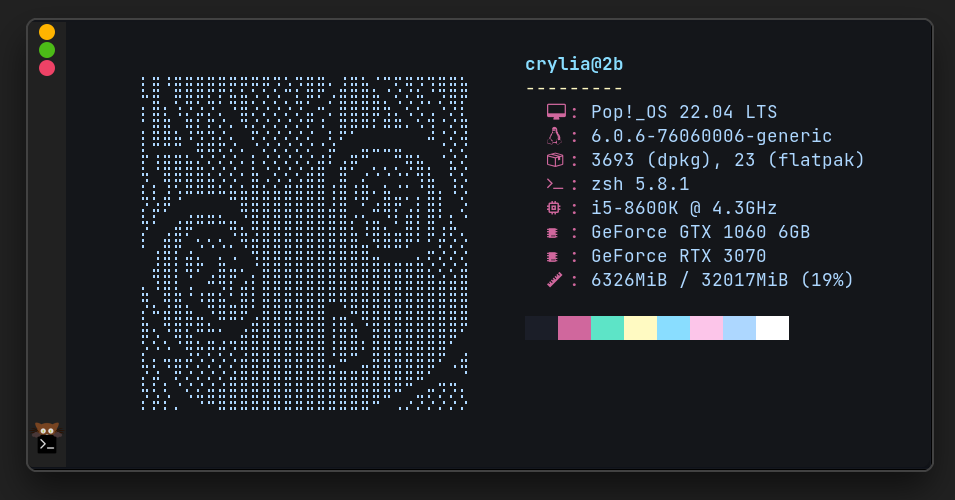 crylia@2b
---------
: Pop!_OS 22.04 LTS
: 6.0.6-76060006-generic
: 3693 (dpkg), 23 (flatpak)
: zsh 5.8.1
: i5-8600K @ 4.3GHz
: GeForce GTX 1060 6GB
: GeForce RTX 3070
: 6326MiB / 32017MiB (19%)